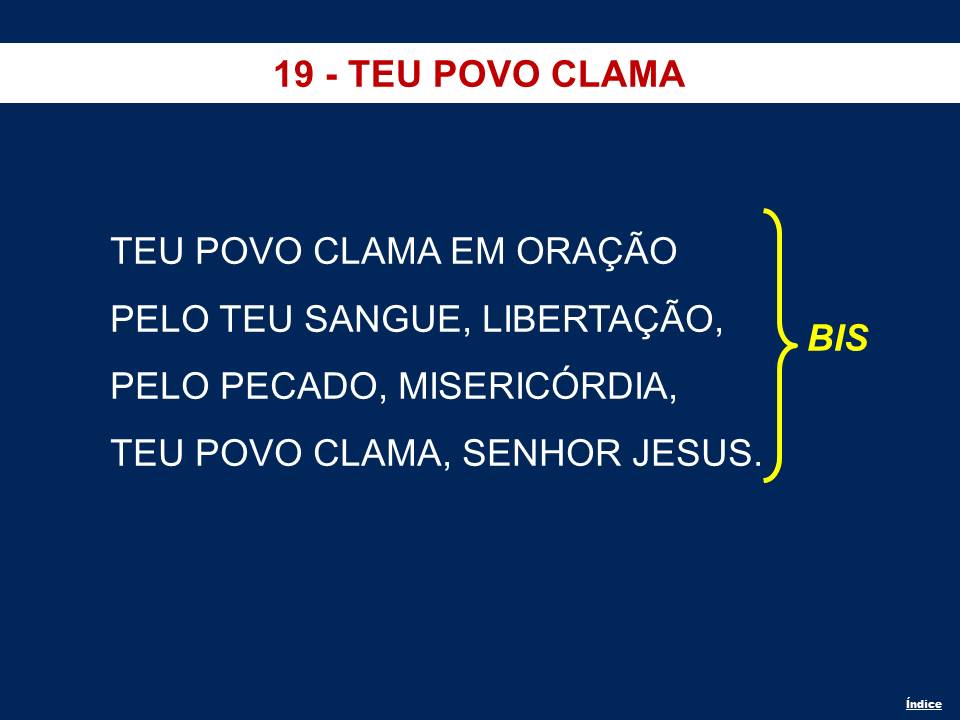 19 - TEU POVO CLAMA
TEU POVO CLAMA EM ORAÇÃO
PELO TEU SANGUE, LIBERTAÇÃO,
PELO PECADO, MISERICÓRDIA,
TEU POVO CLAMA, SENHOR JESUS.
BIS
Índice